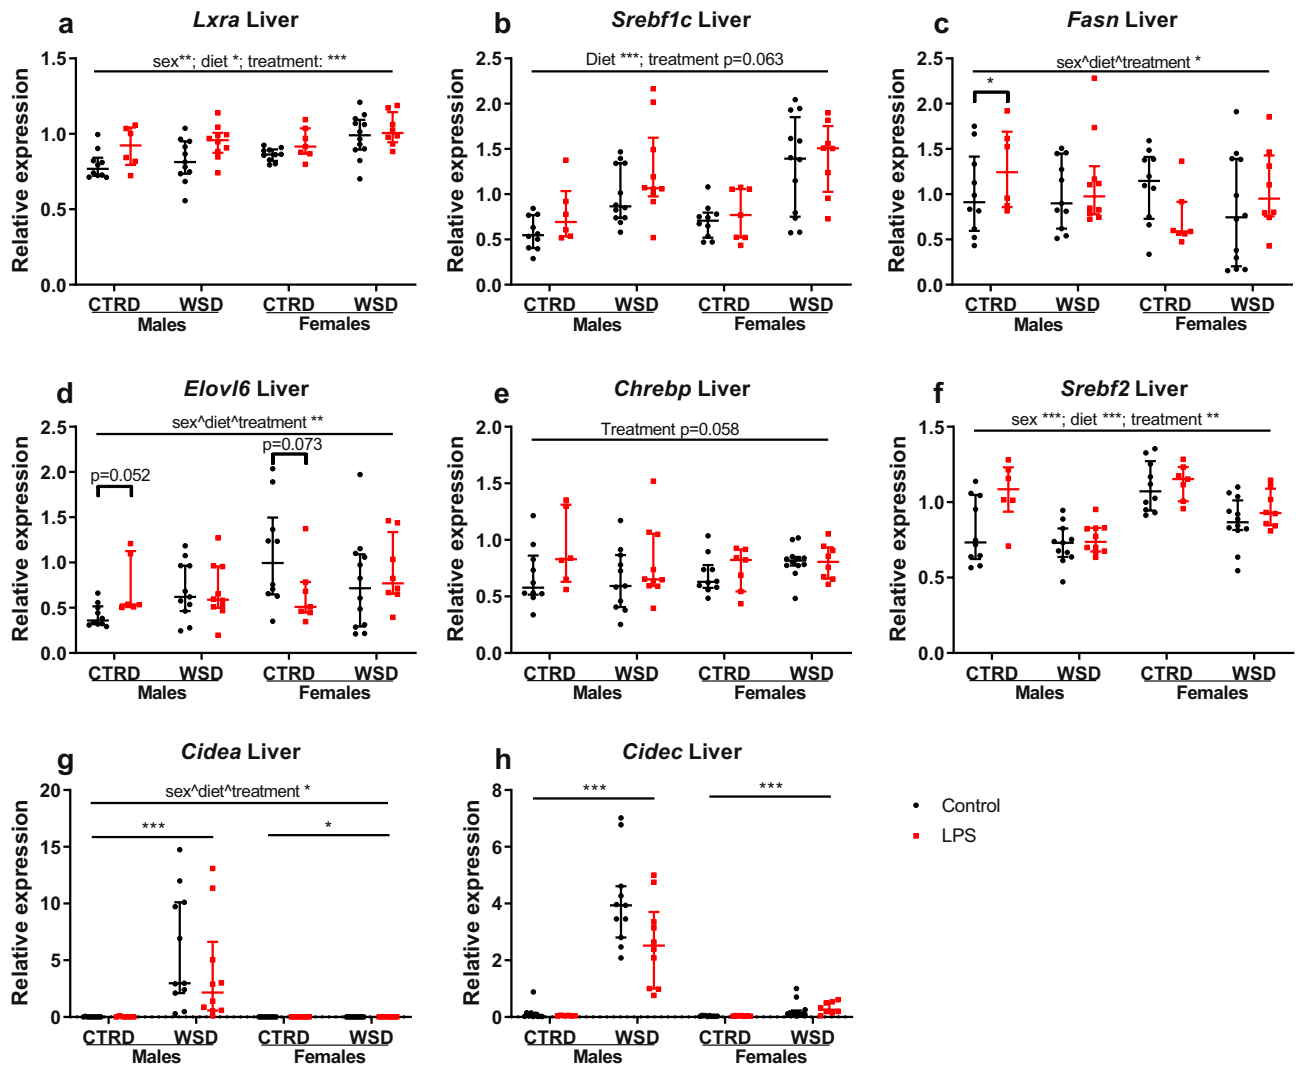 a
Lxra Liver
sex**; diet *; treatment: ***
Relative expression
1.5
1.0
0.5
0.0
CTRD
WSD
CTRD
WSD
Males
Females
b
Srebf1c Liver
Diet ***; treatment p=0.063
Relative expression
2.5
2.0
1.5
1.0
0.5
0.0
CTRD
WSD
CTRD
WSD
Males
Females
c
Fasn Liver
sex^diet^treatment *
*
Relative expression
2.5
2.0
1.5
1.0
0.5
0.0
CTRD
WSD
CTRD
WSD
Males
Females
d
Elovl6 Liver
sex^diet^treatment **
p=0.052
p=0.073
Relative expression
2.5
2.0
1.5
1.0
0.5
0.0
CTRD
WSD
CTRD
WSD
Males
Females
e
Chrebp Liver
Treatment p=0.058
Relative expression
2.0
1.5
1.0
0.5
0.0
CTRD
WSD
CTRD
WSD
Males
Females
f
Srebf2 Liver
sex ***; diet ***; treatment **
Relative expression
1.5
1.0
0.5
0.0
CTRD
WSD
CTRD
WSD
Males
Females
g
Cidea Liver
sex^diet^treatment *
***
*
Relative expression
20
15
10
5
0
CTRD
WSD
CTRD
WSD
Males
Females
h
Cidec Liver
***
***
Relative expression
8
6
4
2
0
CTRD
WSD
CTRD
WSD
Males
Females
Control
LPS